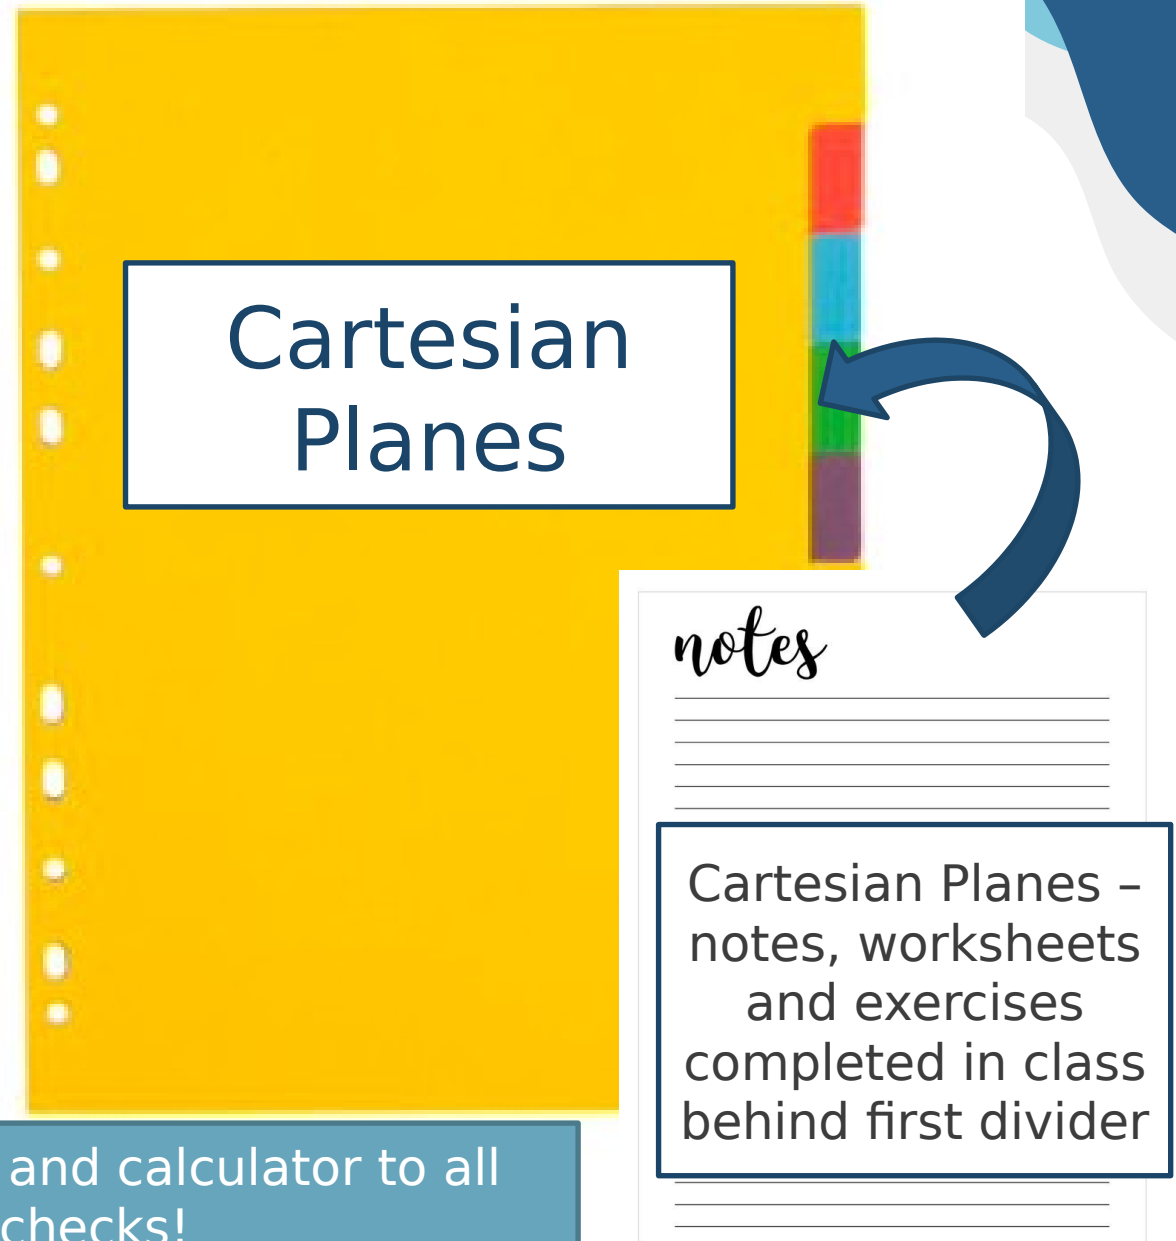 Cartesian
Planes
notes
Cartesian Planes –
notes, worksheets
and exercises
completed in class
behind first divider
and calculator to all
checks!